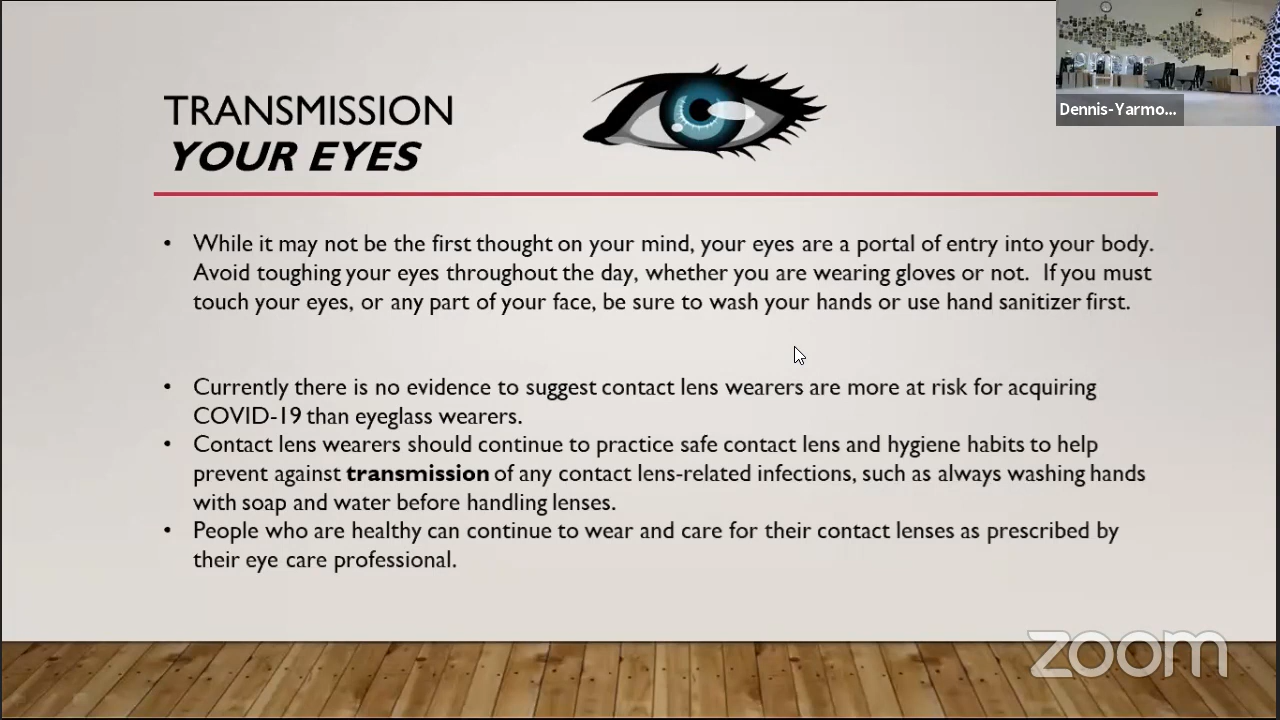 TRANSMISSION
YOUR EYES
Dennis-Yarmo...
• While it may not be the first thought on your mind, your eyes are a portal of entry into your body.
Avoid toughing your eyes throughout the day, whether you are wearing gloves or not. If you must
touch your eyes, or any part of your face, be sure to wash your hands or use hand sanitizer first.
• Currently there is no evidence to suggest contact lens wearers are more at risk for acquiring
COVID-19 than eyeglass wearers.
• Contact lens wearers should continue to practice safe contact lens and hygiene habits to help
prevent against transmission of any contact lens-related infections, such as always washing hands
with soap and water before handling lenses.
• People who are healthy can continue to wear and care for their contact lenses as prescribed by
their eye care professional.
zoom